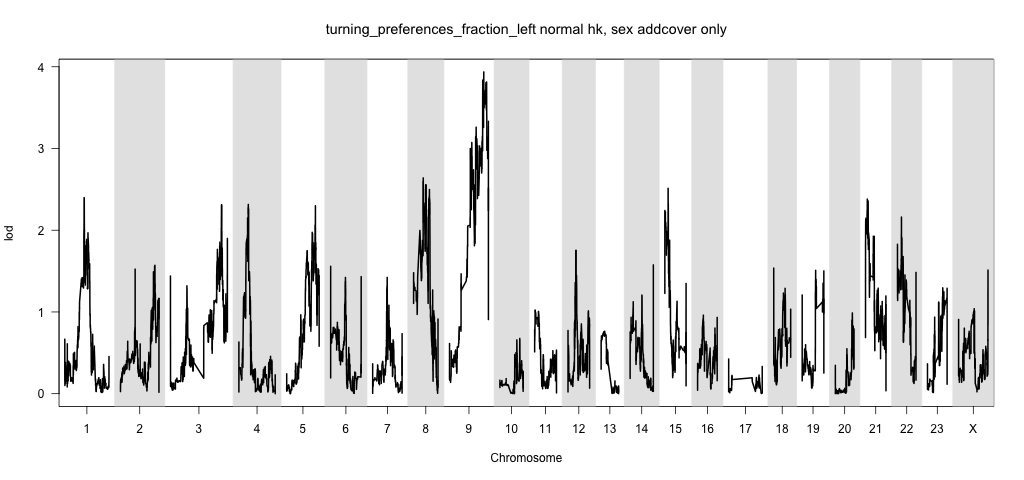 turning_preferences_fraction_left normal hk, sex addcover only
4
3
2
1
0
lod
1 2 3 4 5 6 7 8 9 10 11 12 13 14 15 16 17 18 19 20 21 22 23 X
Chromosome